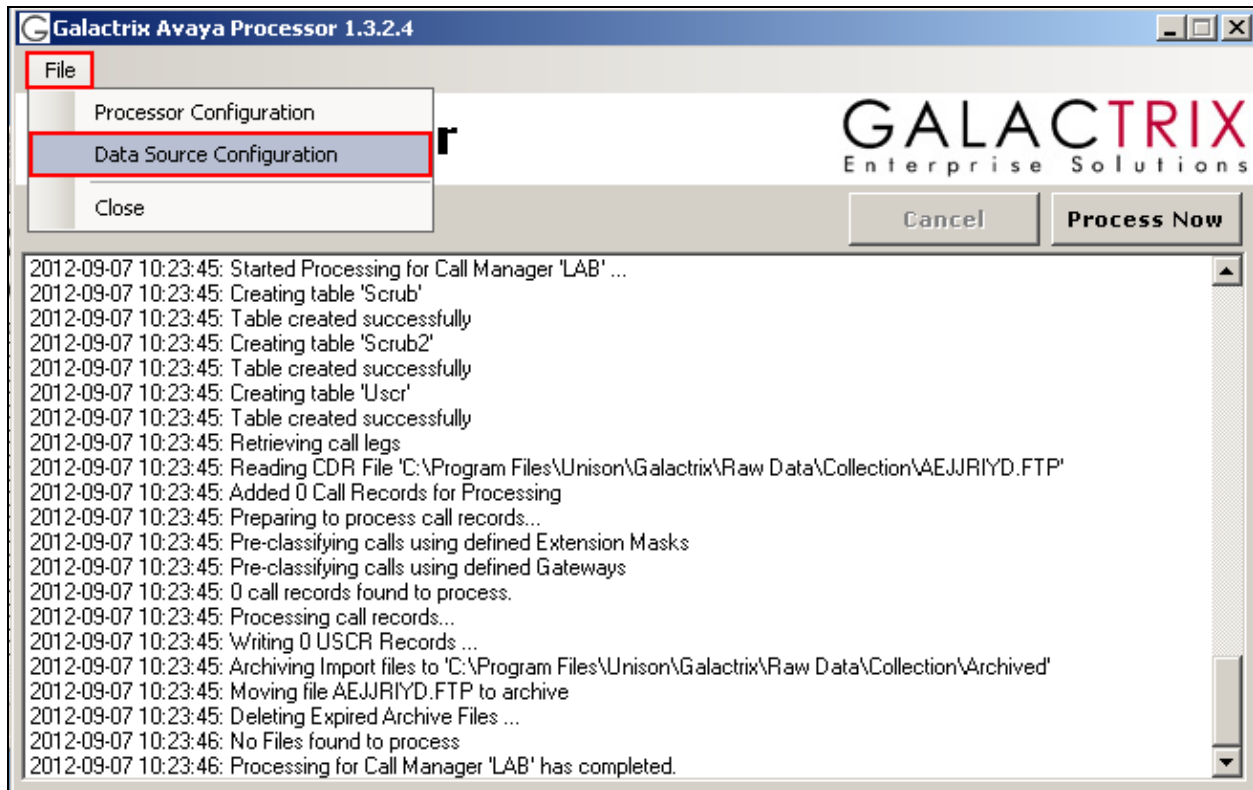 Galactrix Avaya Processor 1.3.2.4
File
Processor Configuration
Data Source Configuration
Close
r
GALACTRIX
Enterprise Solutions
Cancel
Process Now
2012-09-07 10:23:45: Started Processing for Call Manager 'LAB' ...
2012-09-07 10:23:45: Creating table 'Scrub'
2012-09-07 10:23:45: Table created successfully
2012-09-07 10:23:45: Creating table 'Scrub2'
2012-09-07 10:23:45: Table created successfully
2012-09-07 10:23:45: Creating table 'Uscr'
2012-09-07 10:23:45: Table created successfully
2012-09-07 10:23:45: Retrieving call legs
2012-09-07 10:23:45: Reading CDR File 'C:\Program Files\Unison\Galactrix\Raw Data\Collection\AEJJRIYD.FTP'
2012-09-07 10:23:45: Added 0 Call Records for Processing
2012-09-07 10:23:45: Preparing to process call records...
2012-09-07 10:23:45: Pre-classifying calls using defined Extension Masks
2012-09-07 10:23:45: Pre-classifying calls using defined Gateways
2012-09-07 10:23:45: 0 call records found to process.
2012-09-07 10:23:45: Processing call records...
2012-09-07 10:23:45: Writing 0 USCR Records ...
2012-09-07 10:23:45: Archiving Import files to 'C:\Program Files\Unison\Galactrix\Raw Data\Collection\Archived'
2012-09-07 10:23:45: Moving file AEJJRIYD.FTP to archive
2012-09-07 10:23:45: Deleting Expired Archive Files ...
2012-09-07 10:23:46: No Files found to process
2012-09-07 10:23:46: Processing for Call Manager 'LAB' has completed.